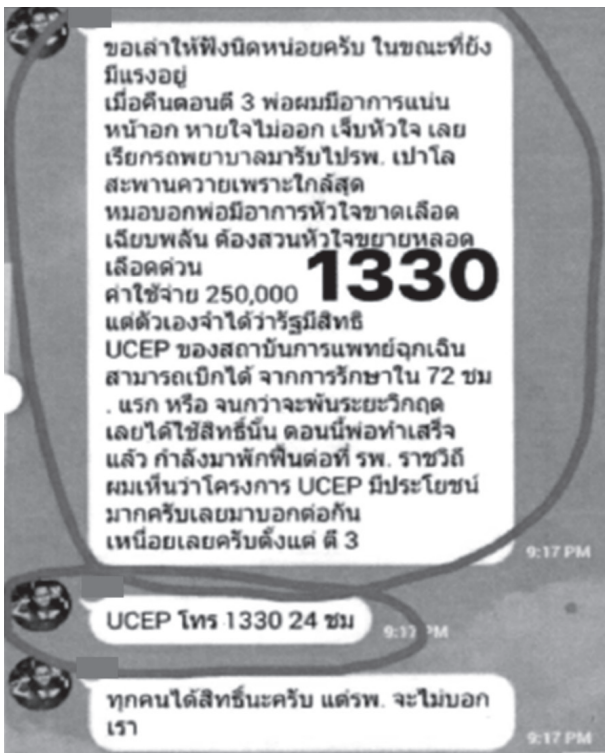 ขอเล่าให้ฟังนิดหน่อยครับ ในขณะที่ยัง
มีแรงอยู่
เมื่อคืนตอนตี 3 พ่อผมมีอาการแน่น
หน้าอก หายใจไม่ออก เจ็บหัวใจ เลย
เรียกรถพยาบาลมารับไปรพ. เปาโล
สะพานควายเพราะใกล้สุด
หมอบอกพ่อมีอาการหัวใจขาดเลือด
เฉียบพลัน ต้องสวนหัวใจขยายหลอด
เลือดด่วน
ค่าใช้จ่าย 250,000
1330
แต่ตัวเองจำได้ว่ารัฐมีสิทธิ
UCEP ของสถาบันการแพทย์ฉุกเฉิน
สามารถเบิกได้ จากการรักษาใน 72 ชม
. แรก หรือ จนกว่าจะพ้นระยะวิกฤต
เลยได้ใช้สิทธิ์นั้น ตอนนี้พ่อทำเสร็จ
แล้ว กำลังมาพักฟื้นต่อที่ รพ. ราชวิถี
ผมเห็นว่าโครงการ UCEP มีประโยชน์
มากครับเลยมาบอกต่อกัน
เหนื่อยเลยครับตั้งแต่ ตี 3
9:17 PM
UCEP โทร 1330 24 ชม
9:17 PM
ทุกคนได้สิทธิ์นะครับ แต่รพ. จะไม่บอก
เรา
9:17 PM